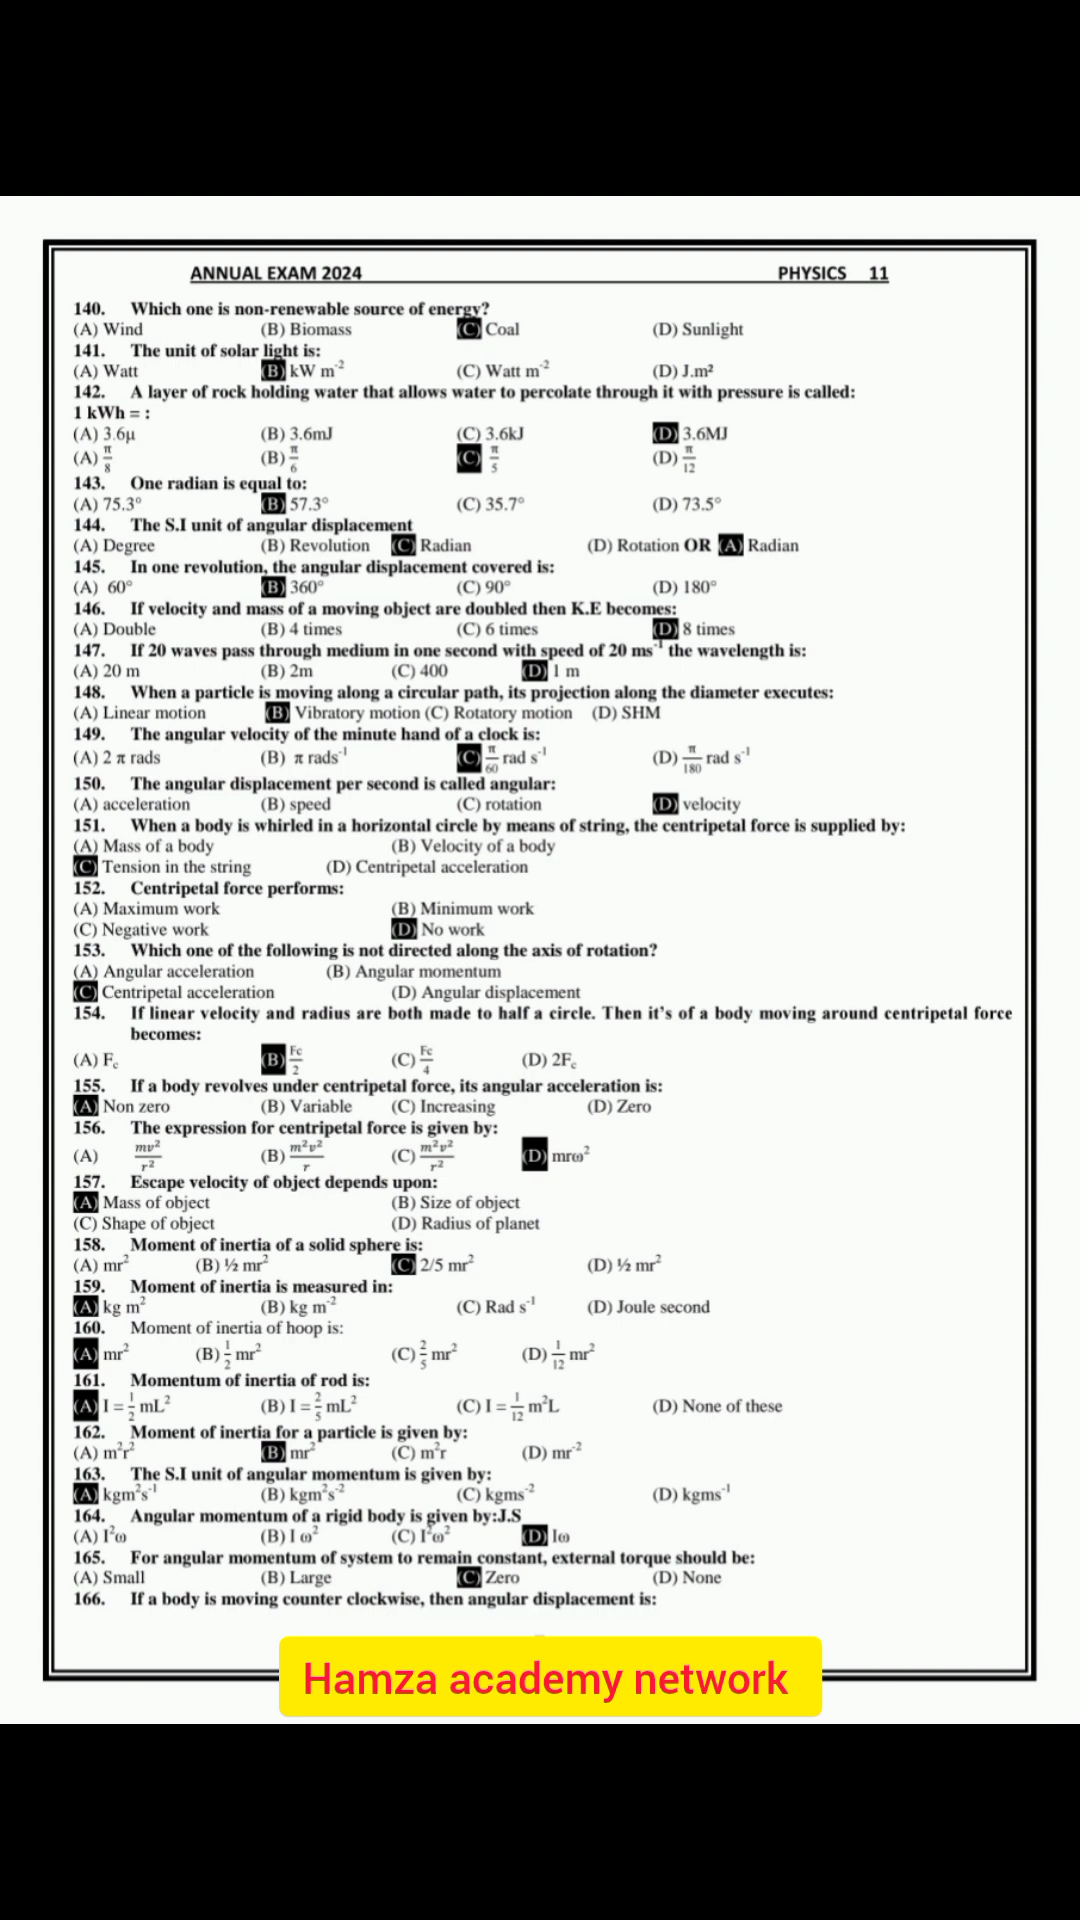 ANNUAL EXAM 2024 PHYSICS 11
140. Which one is non-renewable source of energy?
(A) Wind (B) Biomass (C) Coal (D) Sunlight
141. The unit of solar light is:
(A) Watt (B) kW m⁻² (C) Watt m⁻² (D) J.m²
142. A layer of rock holding water that allows water to percolate through it with pressure is called:
1 kWh = :
(A) 3.6μ (B) 3.6mJ (C) 3.6kJ (D) 3.6MJ
(A) π/8 (B) π/6 (C) π/5 (D) π/12
143. One radian is equal to:
(A) 75.3° (B) 57.3° (C) 35.7° (D) 73.5°
144. The S.I unit of angular displacement
(A) Degree (B) Revolution (C) Radian (D) Rotation OR (A) Radian
145. In one revolution, the angular displacement covered is:
(A) 60° (B) 360° (C) 90° (D) 180°
146. If velocity and mass of a moving object are doubled then K.E becomes:
(A) Double (B) 4 times (C) 6 times (D) 8 times
147. If 20 waves pass through medium in one second with speed of 20 ms⁻¹ the wavelength is:
(A) 20 m (B) 2m (C) 400 (D) 1 m
148. When a particle is moving along a circular path, its projection along the diameter executes:
(A) Linear motion (B) Vibratory motion (C) Rotatory motion (D) SHM
149. The angular velocity of the minute hand of a clock is:
(A) 2 π rads (B) π rads⁻¹ (C) π/60 rad s⁻¹ (D) π/180 rad s⁻¹
150. The angular displacement per second is called angular:
(A) acceleration (B) speed (C) rotation (D) velocity
151. When a body is whirled in a horizontal circle by means of string, the centripetal force is supplied by:
(A) Mass of a body (B) Velocity of a body
(C) Tension in the string (D) Centripetal acceleration
152. Centripetal force performs:
(A) Maximum work (B) Minimum work
(C) Negative work (D) No work
153. Which one of the following is not directed along the axis of rotation?
(A) Angular acceleration (B) Angular momentum
(C) Centripetal acceleration (D) Angular displacement
154. If linear velocity and radius are both made to half a circle. Then it's of a body moving around centripetal force
becomes:
(A) F꜀ (B) Fc/2 (C) Fc/4 (D) 2F꜀
155. If a body revolves under centripetal force, its angular acceleration is:
(A) Non zero (B) Variable (C) Increasing (D) Zero
156. The expression for centripetal force is given by:
(A) mv²/r² (B) m²v²/r (C) m²v²/r² (D) mrω²
157. Escape velocity of object depends upon:
(A) Mass of object (B) Size of object
(C) Shape of object (D) Radius of planet
158. Moment of inertia of a solid sphere is:
(A) mr² (B) ½ mr² (C) 2/5 mr² (D) ½ mr²
159. Moment of inertia is measured in:
(A) kg m² (B) kg m⁻² (C) Rad s⁻¹ (D) Joule second
160. Moment of inertia of hoop is:
(A) mr² (B) 1/2 mr² (C) 2/5 mr² (D) 1/12 mr²
161. Momentum of inertia of rod is:
(A) I = 1/2 mL² (B) I = 2/5 mL² (C) I = 1/12 m²L (D) None of these
162. Moment of inertia for a particle is given by:
(A) m²r² (B) mr² (C) m²r (D) mr⁻²
163. The S.I unit of angular momentum is given by:
(A) kgm²s⁻¹ (B) kgm²s⁻² (C) kgms⁻² (D) kgms⁻¹
164. Angular momentum of a rigid body is given by:J.S
(A) I²ω (B) I ω² (C) I²ω² (D) Iω
165. For angular momentum of system to remain constant, external torque should be:
(A) Small (B) Large (C) Zero (D) None
166. If a body is moving counter clockwise, then angular displacement is:
Hamza academy network